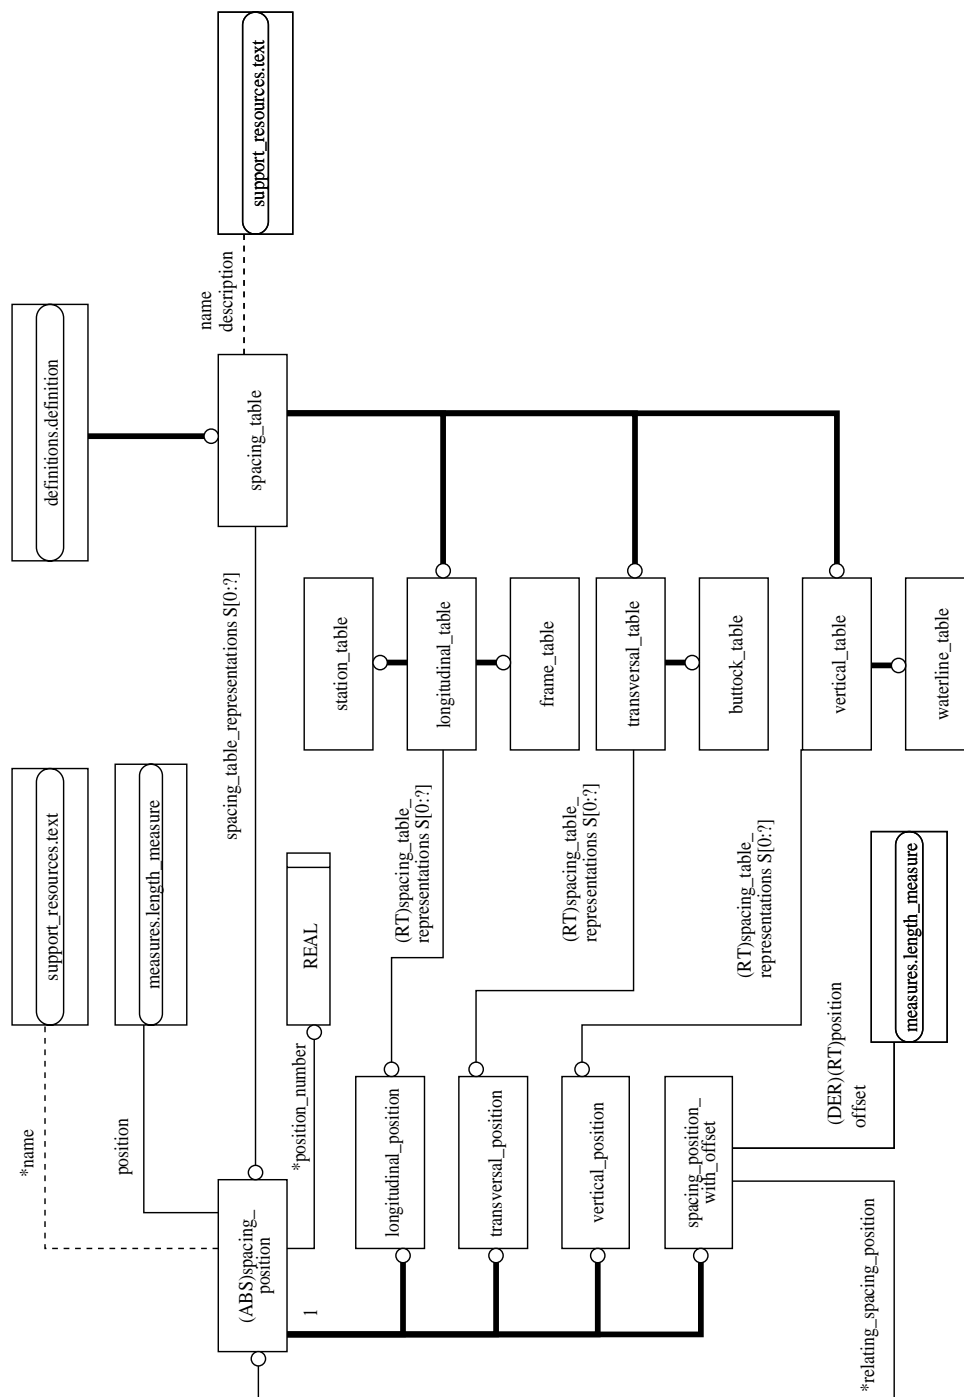 *name
support_resources.text
definitions.definition
position
measures.length_measure
name
description
spacing_table_representations S[0:?]
(ABS)spacing_
position
spacing_table
support_resources.text
1
*position_number
REAL
station_table
longitudinal_position
(RT)spacing_table_
representations S[0:?]
longitudinal_table
transversal_position
frame_table
(RT)spacing_table_
representations S[0:?]
transversal_table
vertical_position
buttock_table
spacing_position_
with_offset
(RT)spacing_table_
representations S[0:?]
vertical_table
(DER)(RT)position
offset
*relating_spacing_position
measures.length_measure
waterline_table